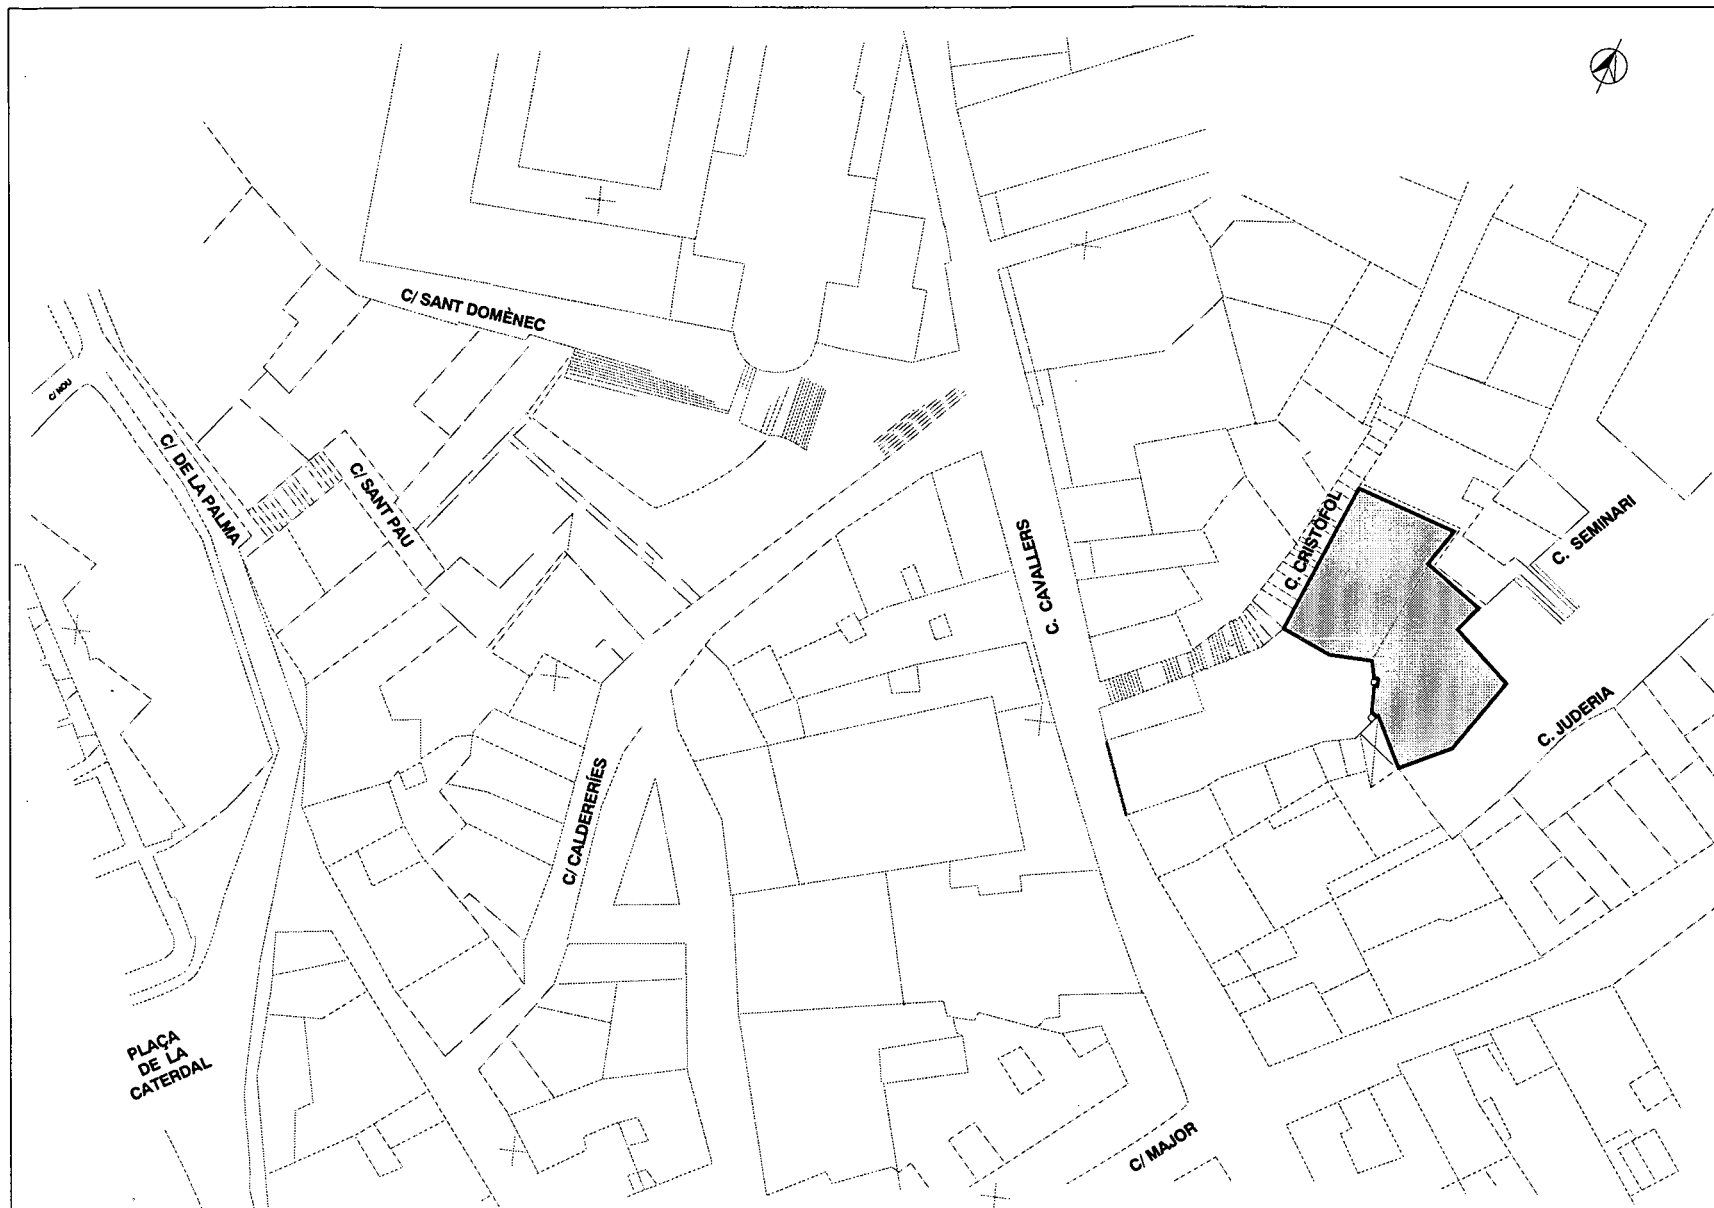 C/ SANT DOMÈNEC
C/ NOU
C/ DE LA PALMA
C/ SANT PAU
C. CAVALLERS
C. CRISTÒFOL
C. SEMINARI
C. JUDERIA
C/ CALDERERÍES
PLAÇA
DE LA
CATERDAL
C/ MAJOR